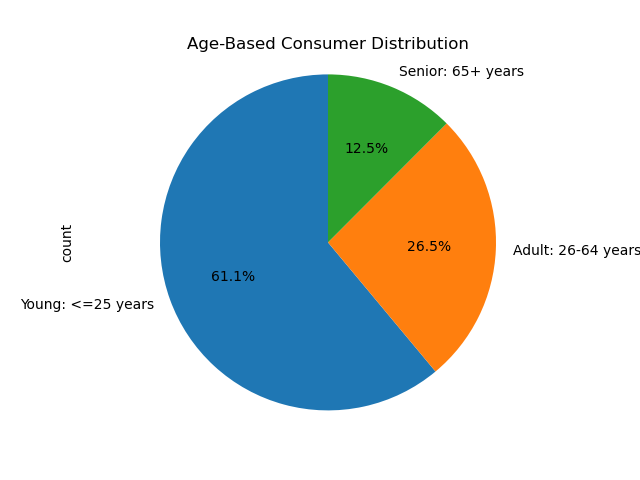 Age-Based Consumer Distribution
Senior: 65+ years
12.5%
26.5%
Adult: 26-64 years
count
61.1%
Young: <=25 years